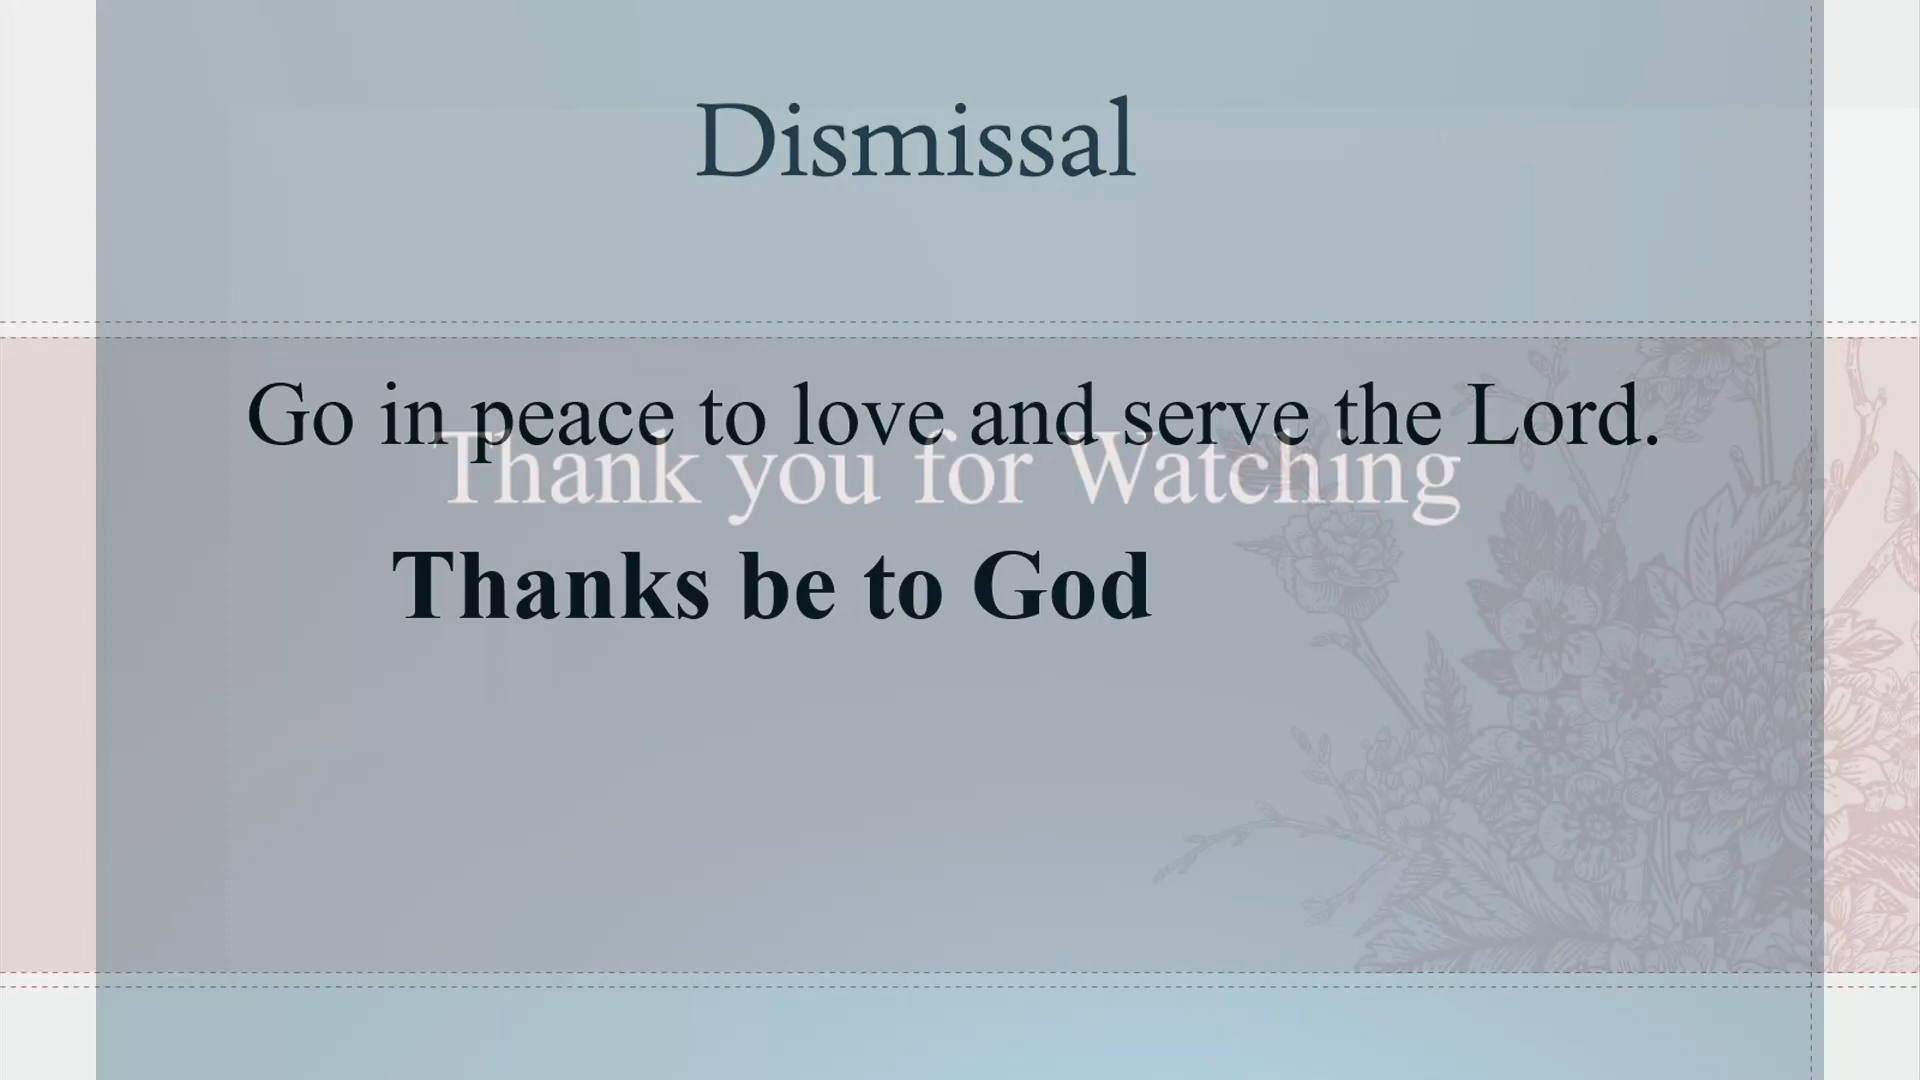 Dismissal
Go in peace to love and serve the Lord.
Thank you for Watching
Thanks be to God